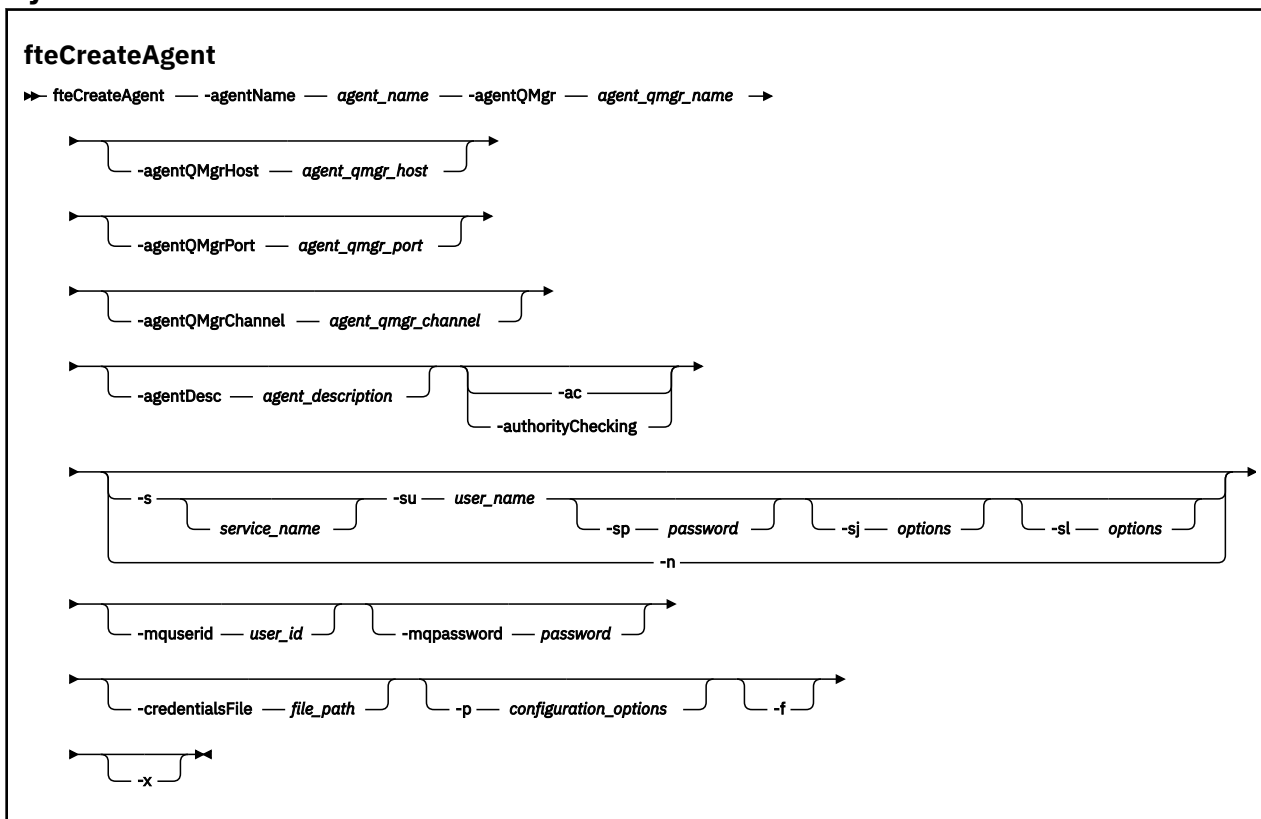 fteCreateAgent
fteCreateAgent -agentName agent_name -agentQMgr agent_qmgr_name
-agentQMgrHost agent_qmgr_host
-agentQMgrPort agent_qmgr_port
-agentQMgrChannel agent_qmgr_channel
-agentDesc agent_description -ac
-authorityChecking
-s -su user_name
service_name -sp password -sj options -sl options
-n
-mquserid user_id -mqpassword password
-credentialsFile file_path -p configuration_options -f
-x